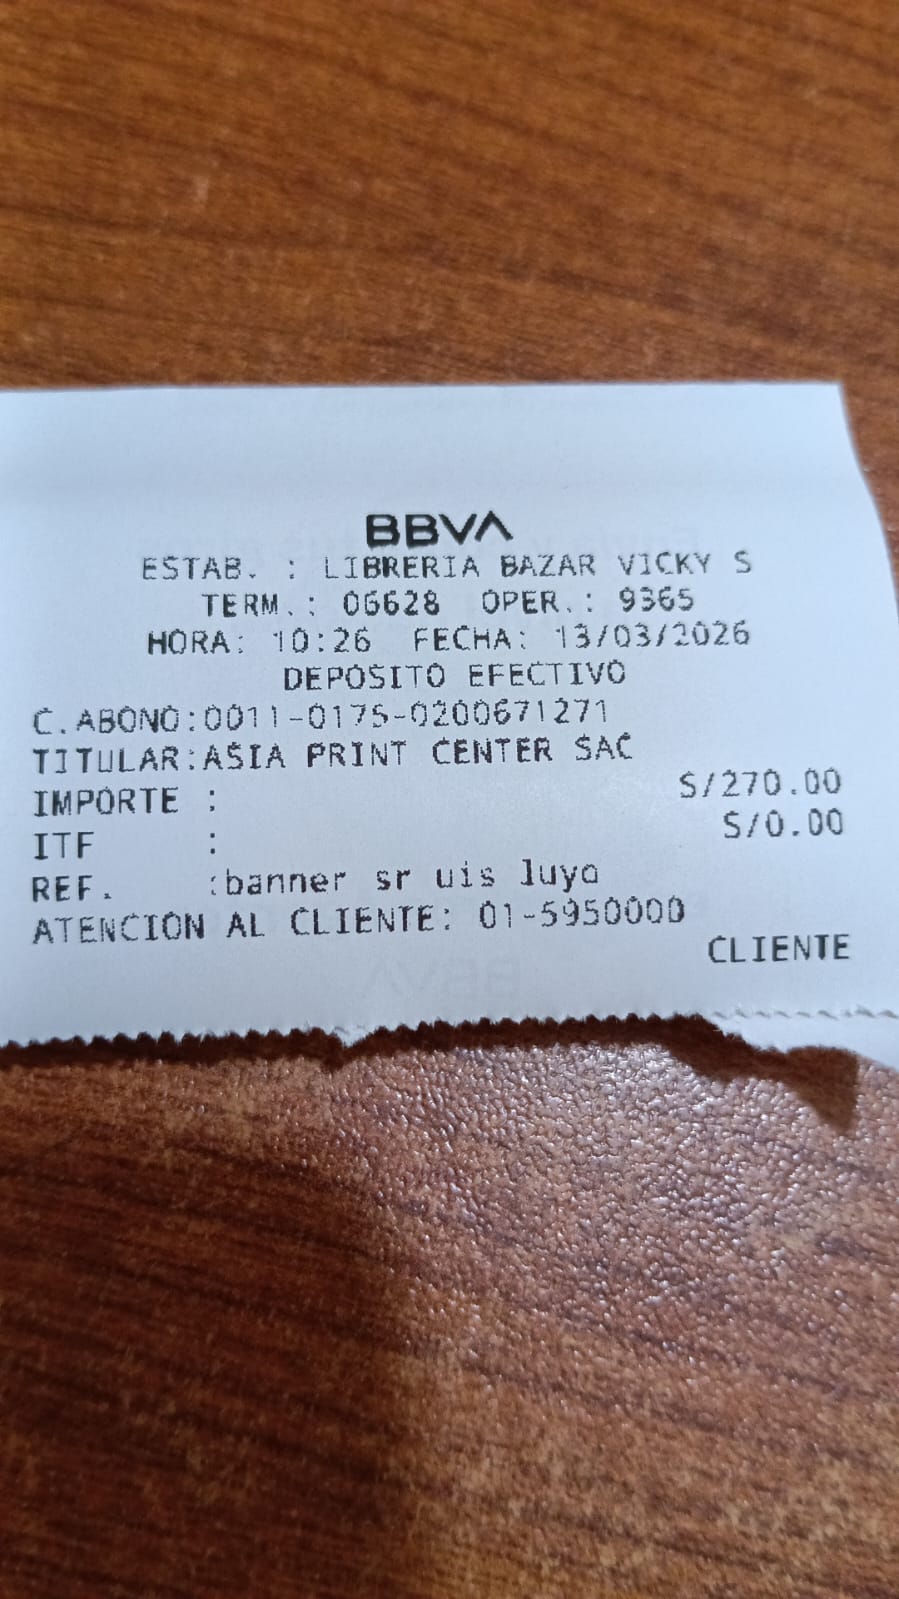 BBVA
ESTAB. : LIBRERIA BAZAR VICKY S
TERM.: 06628 OPER.: 9365
HORA: 10:26 FECHA: 13/03/2026
DEPOSITO EFECTIVO
C.ABONO:0011-0175-0200671271
TITULAR:ASIA PRINT CENTER SAC
IMPORTE : S/270.00
ITF : S/0.00
REF. :banner sr uis luya
ATENCION AL CLIENTE: 01-5950000
CLIENTE